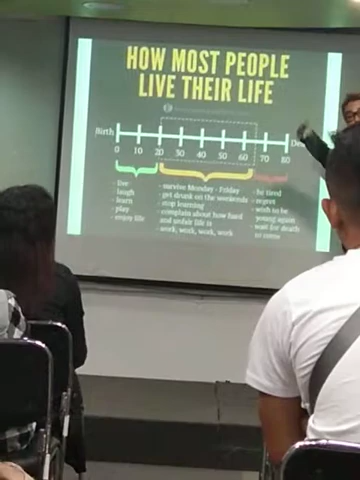 HOW MOST PEOPLE
LIVE THEIR LIFE
Birth
0 10 20 30 40 50 60 70 80
- live
laugh
- learn
- play
- enjoy life
- survive Monday - Friday
- get drunk on the weekends
- stop learning
- complain about how hard
and unfair life is
- work, work, work, work
- be tired
- regret
- wish to be
young again
- wait for death